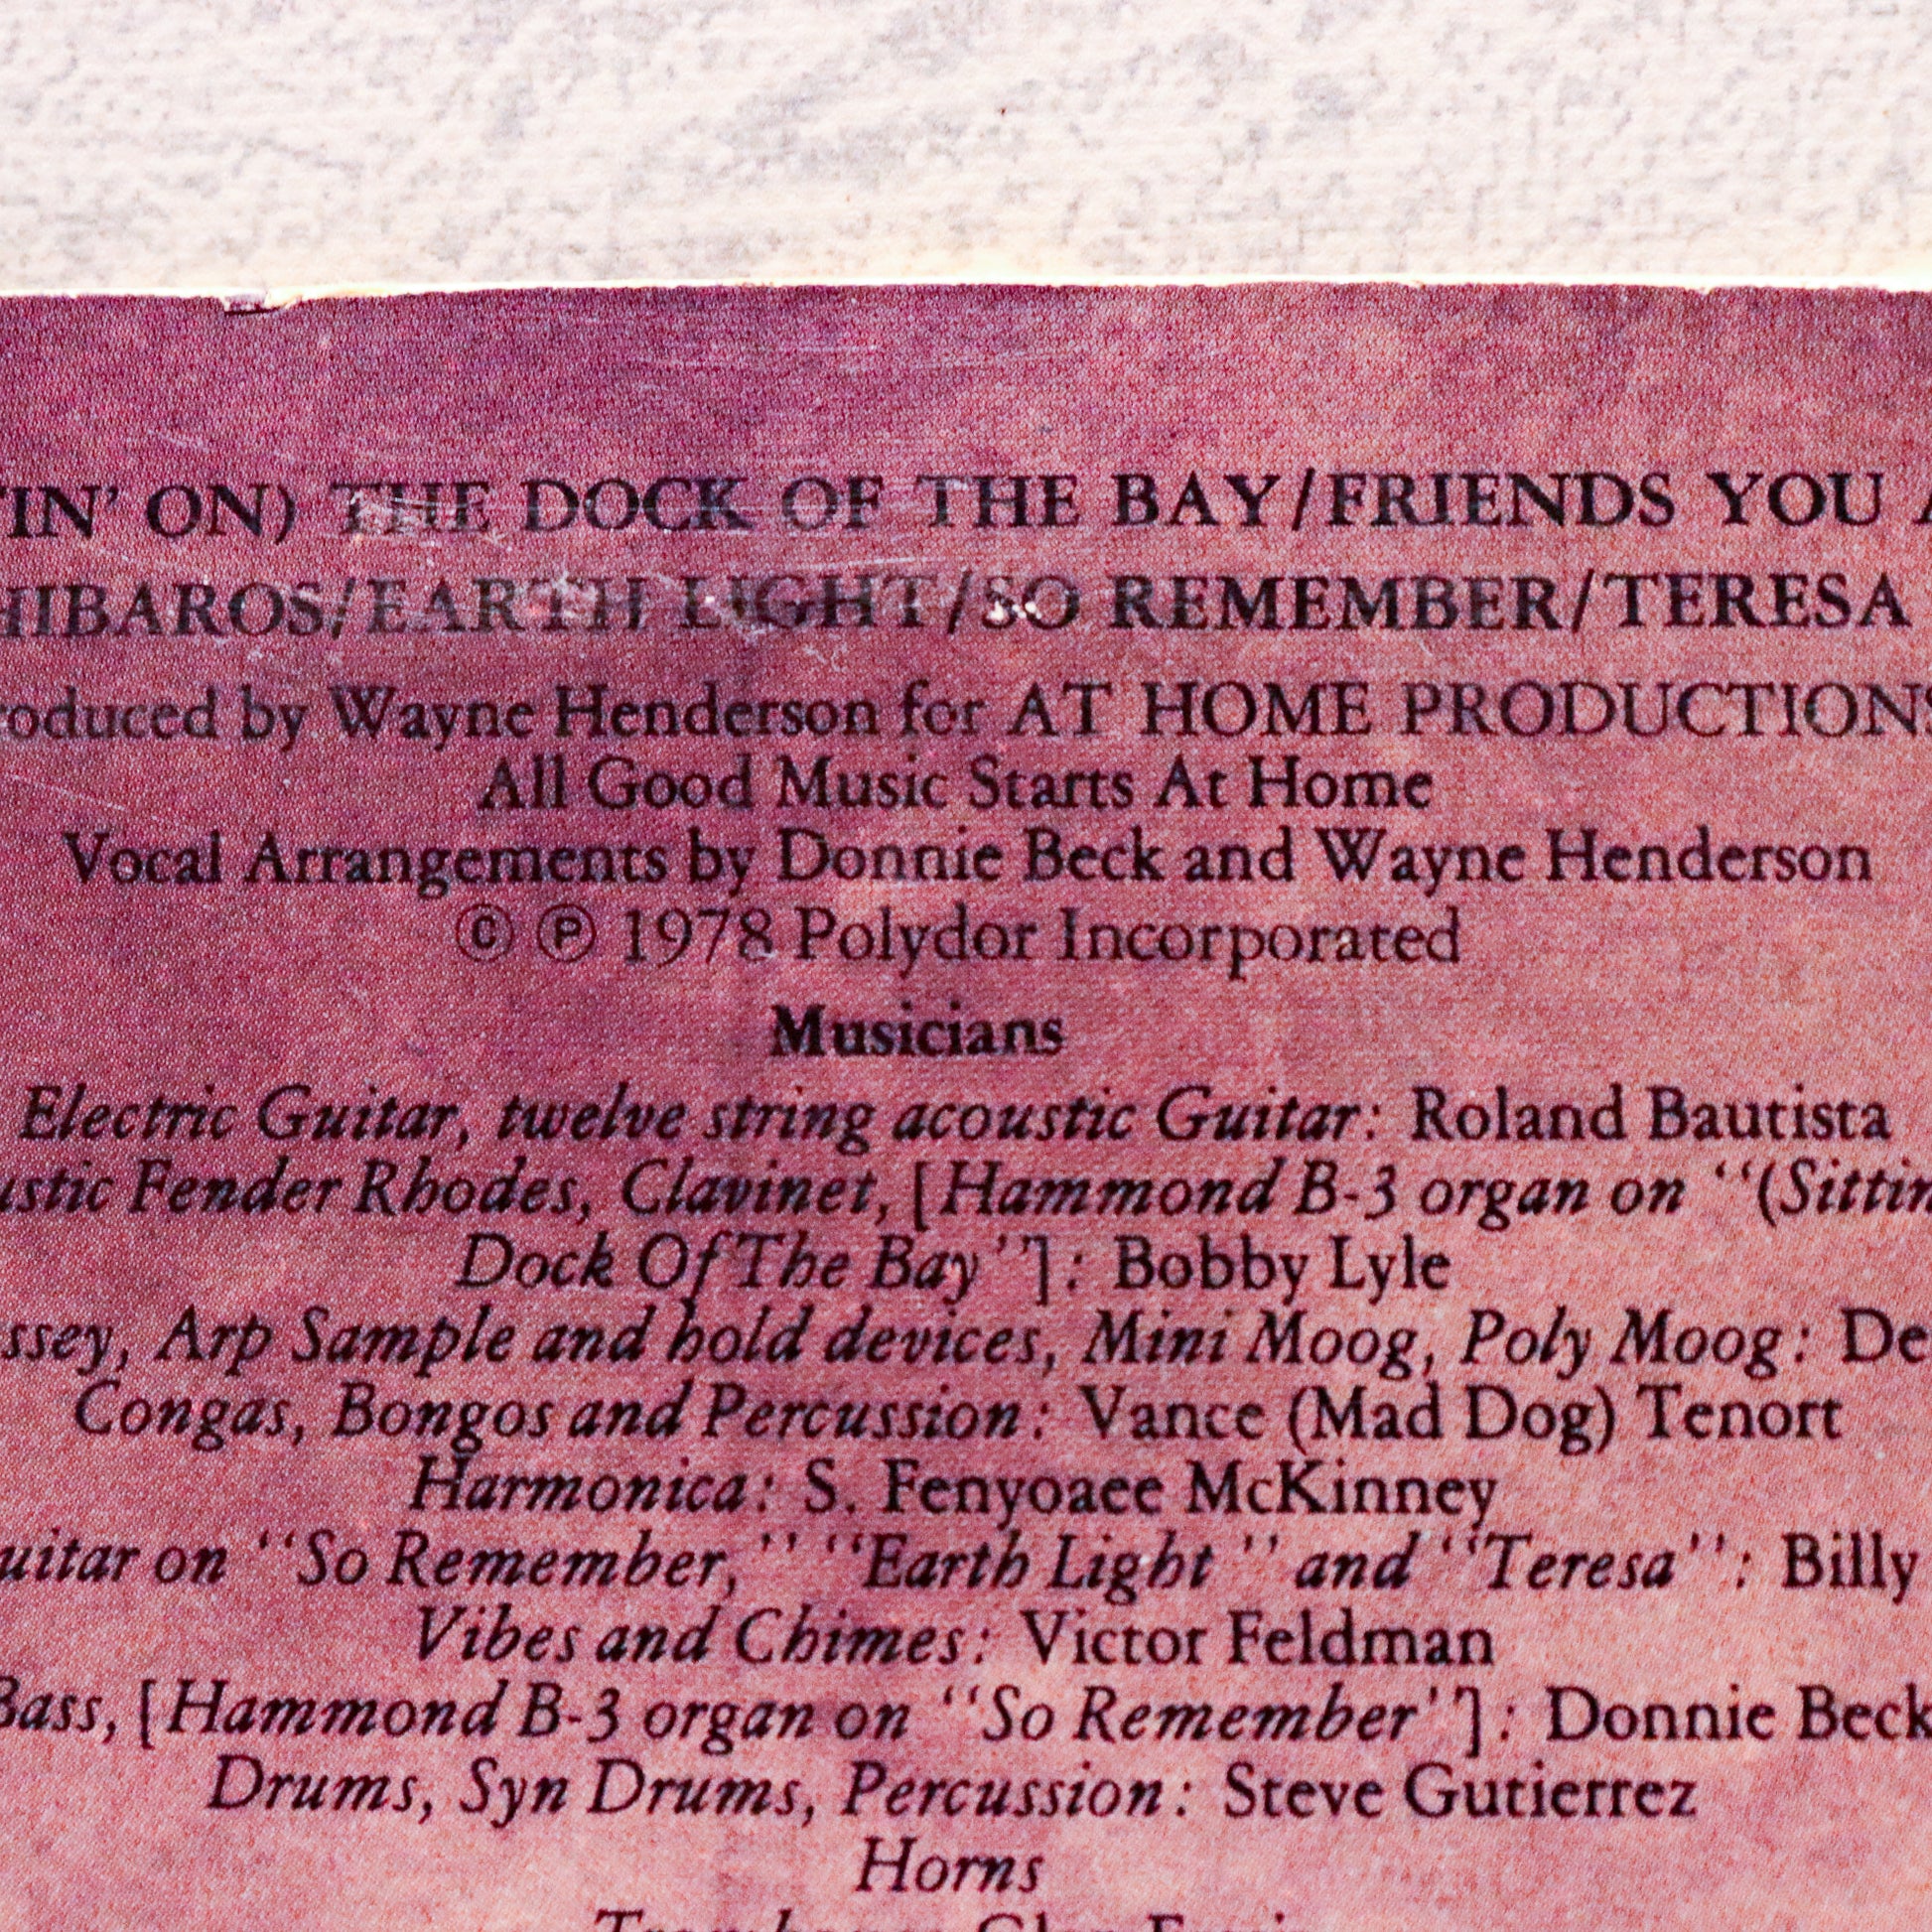 TIN' ON) THE DOCK OF THE BAY/FRIENDS YOU
HIBAROS/EARTH LIGHT/SO REMEMBER/TERESA
oduced by Wayne Henderson for AT HOME PRODUCTION
All Good Music Starts At Home
Vocal Arrangements by Donnie Beck and Wayne Henderson
© ℗ 1978 Polydor Incorporated
Musicians
Electric Guitar, twelve string acoustic Guitar: Roland Bautista
ustic Fender Rhodes, Clavinet, [Hammond B-3 organ on "(Sittin
Dock Of The Bay"]: Bobby Lyle
ssey, Arp Sample and hold devices, Mini Moog, Poly Moog: De
Congas, Bongos and Percussion: Vance (Mad Dog) Tenort
Harmonica: S. Fenyoaee McKinney
uitar on "So Remember," "Earth Light" and "Teresa": Billy
Vibes and Chimes: Victor Feldman
Bass, [Hammond B-3 organ on "So Remember"]: Donnie Beck
Drums, Syn Drums, Percussion: Steve Gutierrez
Horns